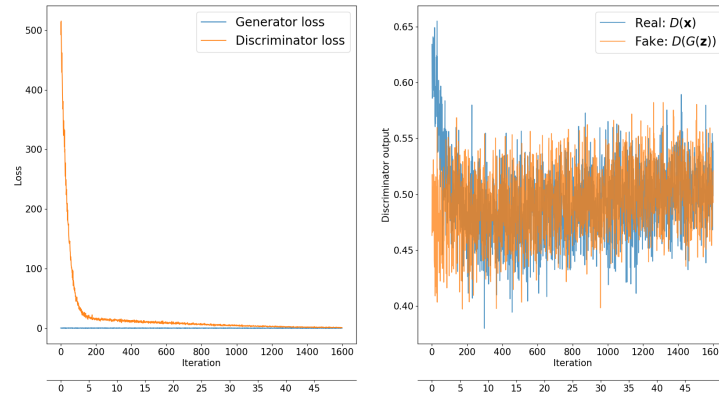 Generator loss
Discriminator loss
500
400
300
200
100
0
Loss
0 200 400 600 800 1000 1200 1400 1600
Iteration
0 5 10 15 20 25 30 35 40 45
Real: D(x)
Fake: D(G(z))
0.65
0.60
0.55
0.50
0.45
0.40
Discriminator output
0 200 400 600 800 1000 1200 1400 1600
Iteration
0 5 10 15 20 25 30 35 40 45